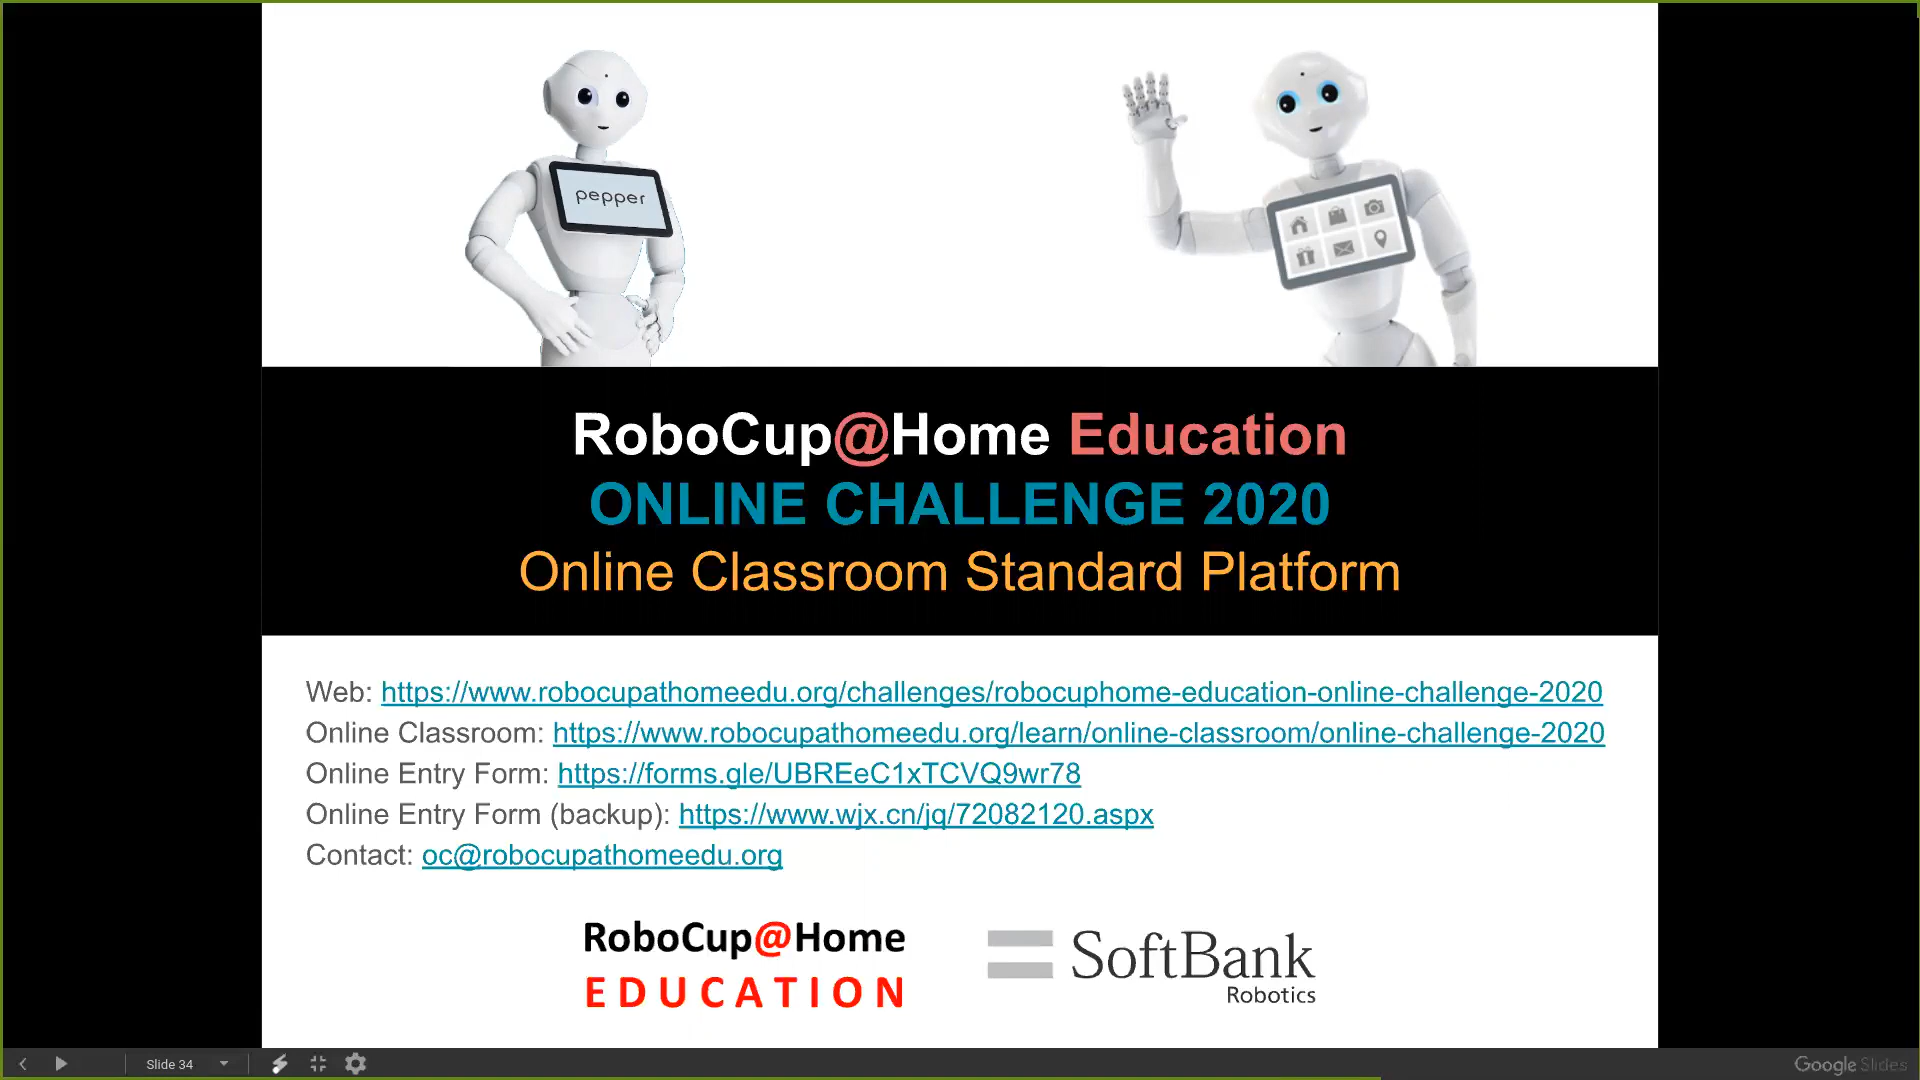 pepper
RoboCup@Home Education
ONLINE CHALLENGE 2020
Online Classroom Standard Platform
Web: https://www.robocupathomeedu.org/challenges/robocuphome-education-online-challenge-2020
Online Classroom: https://www.robocupathomeedu.org/learn/online-classroom/online-challenge-2020
Online Entry Form: https://forms.gle/UBREeC1xTCVQ9wr78
Online Entry Form (backup): https://www.wjx.cn/jq/72082120.aspx
Contact: oc@robocupathomeedu.org
RoboCup@Home
EDUCATION
SoftBank
Robotics
Slide 34
Google Slides